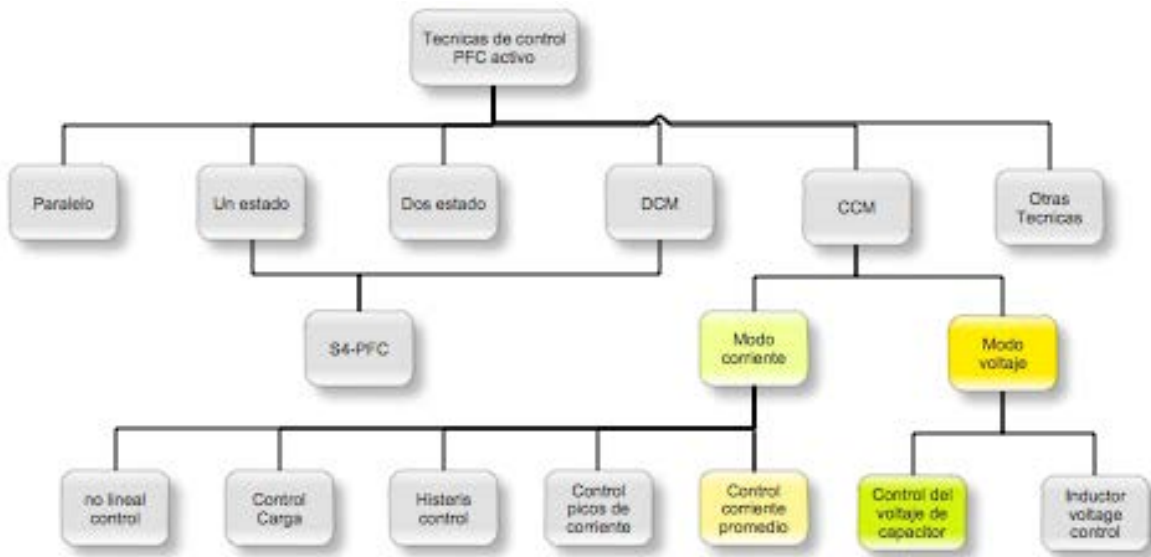 Tecnicas de control
PFC activo
Paralelo
Un estado
Dos estado
DCM
CCM
Otras
Tecnicas
S4-PFC
Modo
corriente
Modo
voltaje
no lineal
control
Control
Carga
Histeris
control
Control
picos de
corriente
Control
corriente
promedio
Control del
voltaje de
capacitor
Inductor
voltage
control